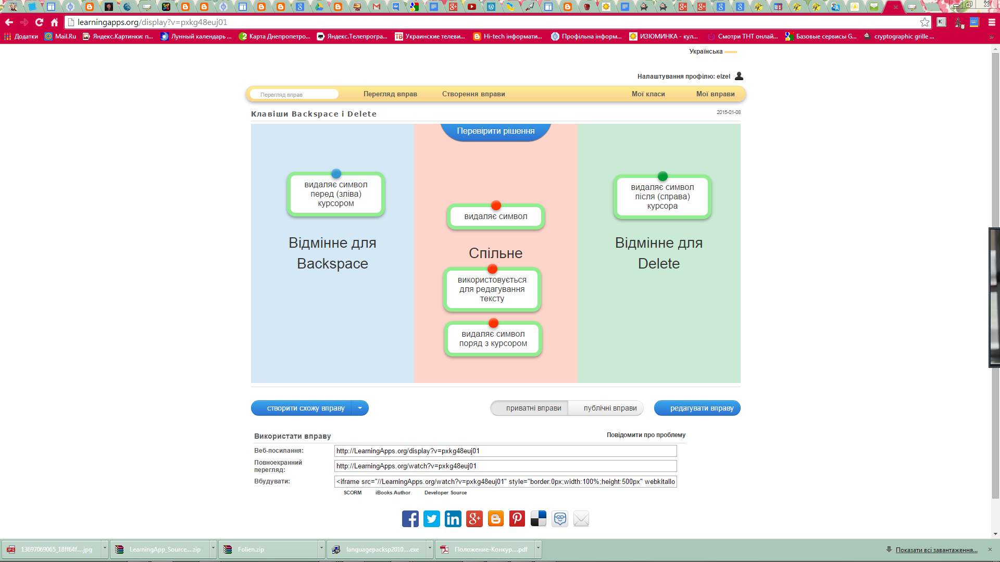 learningapps.org/display?v=pxkg48euj01
Додатки
Mail.Ru
Яндекс.Картинки: п...
Лунный календарь ...
Карта Днепропетро...
Яндекс.Телепрогра...
Украинские телеви...
Hi-tech інформати...
Профільна інформ...
ИЗЮМИНКА - кул...
Смотри ТНТ онлай...
Базовые сервисы G...
cryptographic grille ...
Українська
Налаштування профілю: elzel
Перегляд вправ
Перегляд вправ
Створення вправи
Мої класи
Мої вправи
Клавіши Backspace і Delete
2015-01-08
Перевірити рішення
видаляє символ
перед (зліва)
курсором
видаляє символ
після (справа)
курсора
видаляє символ
Відмінне для
Backspace
Спільне
Відмінне для
Delete
використовується
для редагування
тексту
видаляє символ
поряд з курсором
створити схожу вправу
приватні вправи
публічні вправи
редагувати вправу
Використати вправу
Повідомити про проблему
Веб-посилання:
http://LearningApps.org/display?v=pxkg48euj01
Повноекранний
перегляд:
http://LearningApps.org/watch?v=pxkg48euj01
Вбудувати:
<iframe src="//LearningApps.org/watch?v=pxkg48euj01" style="border:0px;width:100%;height:500px" webkitallo
SCORM
iBooks Author
Developer Source
13697069065_18ff64f....jpg
LearningApp_Source....zip
Folien.zip
languagepacksp2010....exe
Положение-Конкур....pdf
Показати всі завантаження...